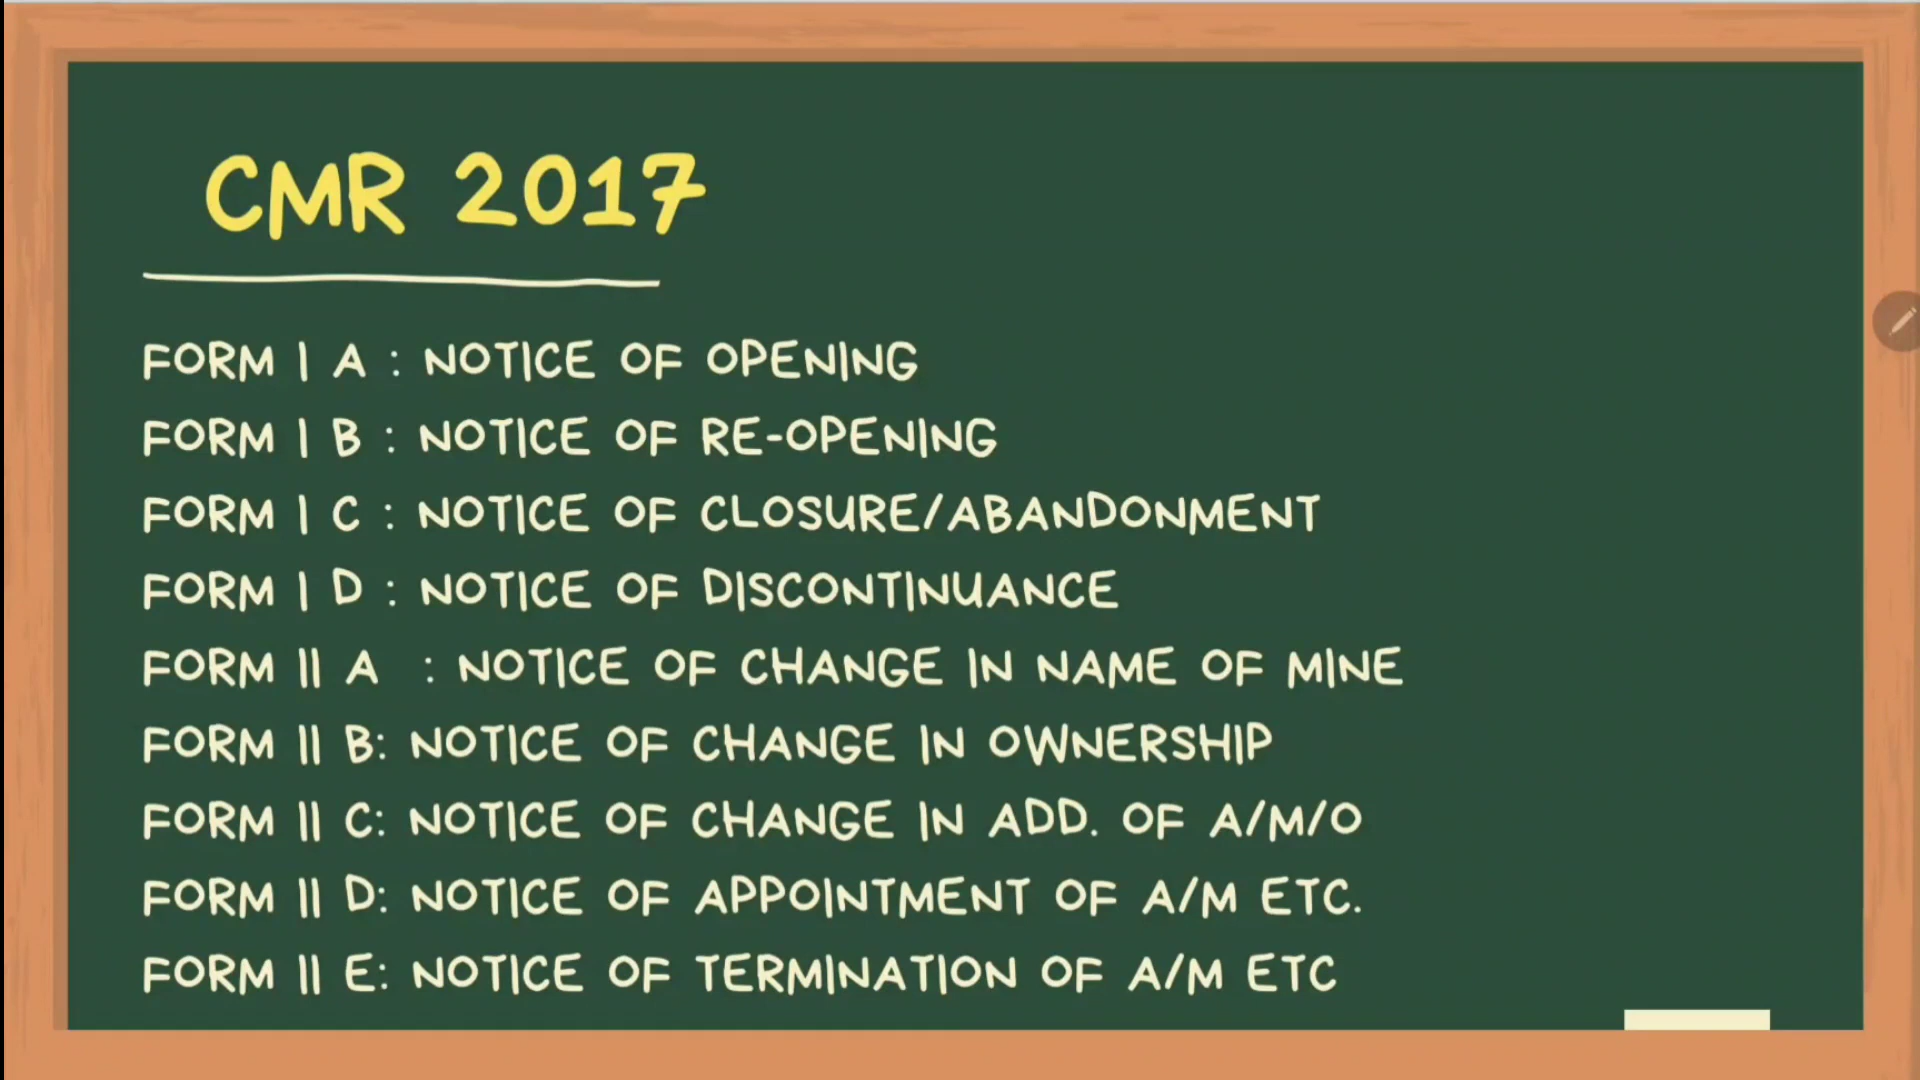 CMR 2017
FORM I A : NOTICE OF OPENING
FORM I B : NOTICE OF RE-OPENING
FORM I C : NOTICE OF CLOSURE/ABANDONMENT
FORM I D : NOTICE OF DISCONTINUANCE
FORM II A : NOTICE OF CHANGE IN NAME OF MINE
FORM II B: NOTICE OF CHANGE IN OWNERSHIP
FORM II C: NOTICE OF CHANGE IN ADD. OF A/M/O
FORM II D: NOTICE OF APPOINTMENT OF A/M ETC.
FORM II E: NOTICE OF TERMINATION OF A/M ETC